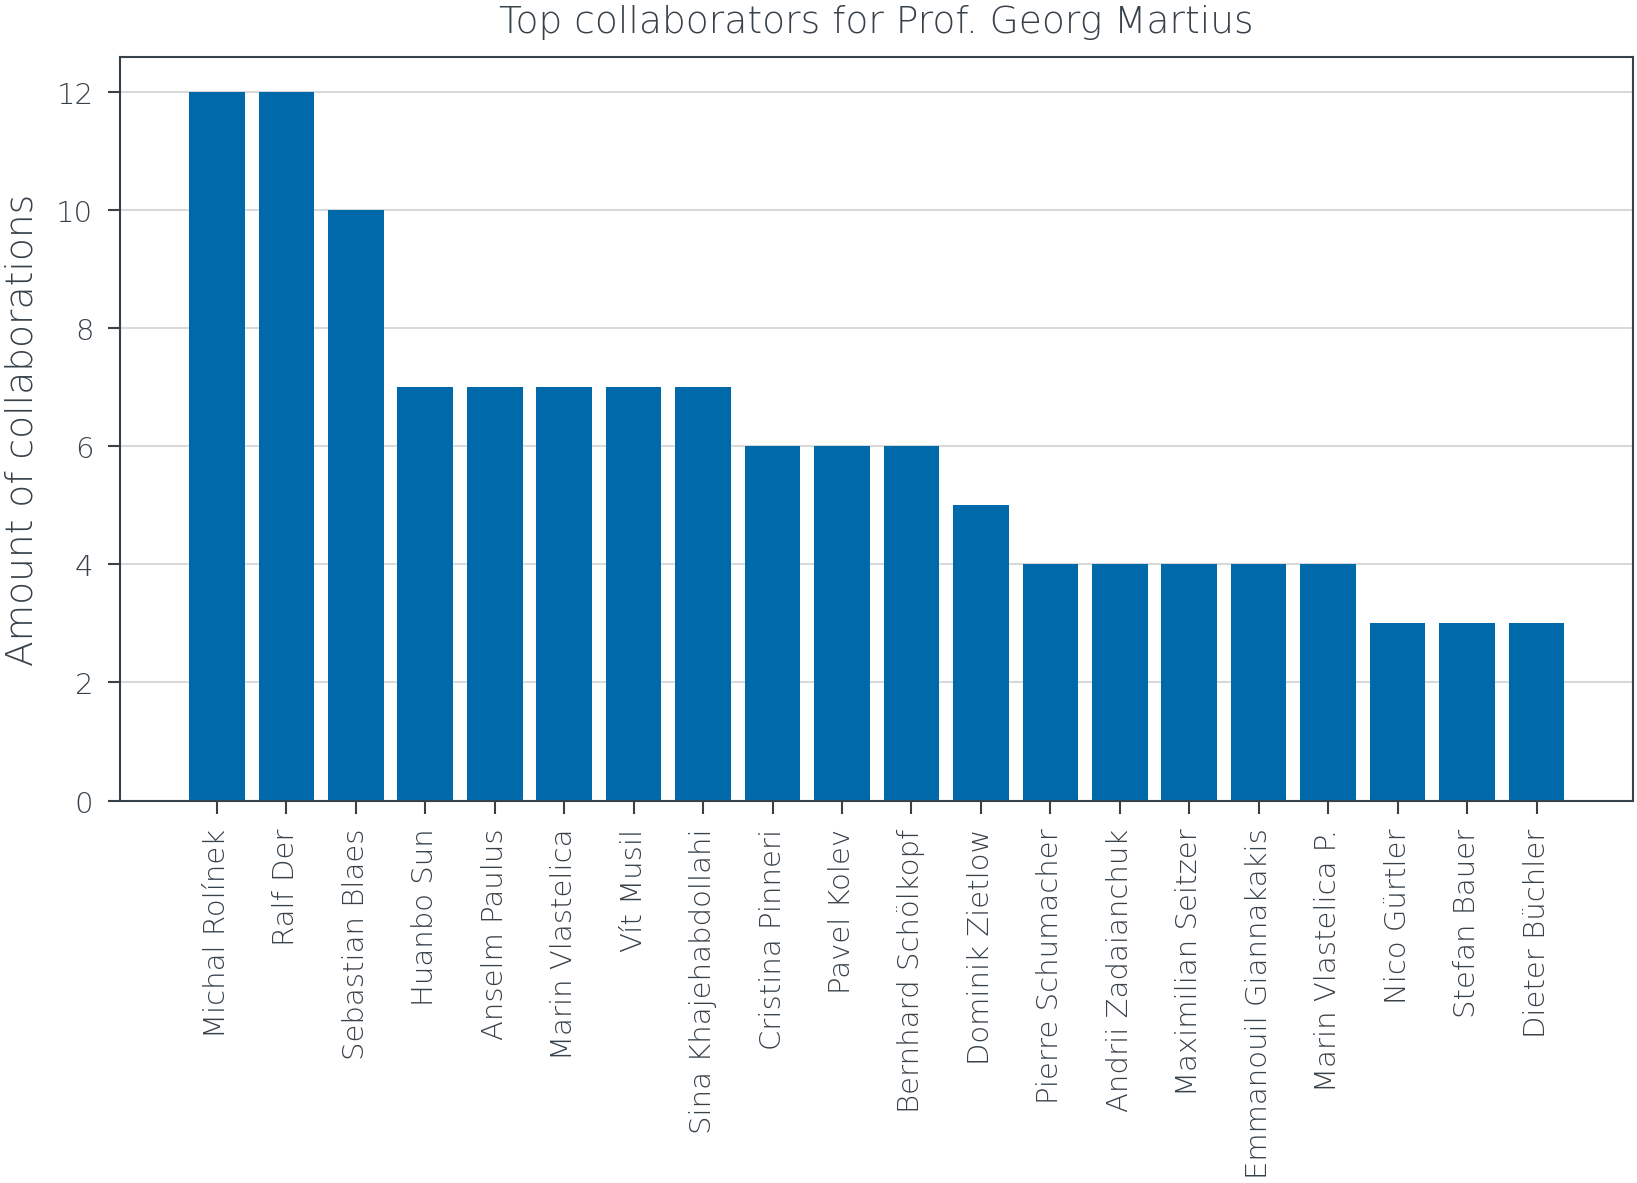 Top collaborators for Prof. Georg Martius
Amount of collaborations
12
10
8
6
4
2
0
Michal Rolínek
Ralf Der
Sebastian Blaes
Huanbo Sun
Anselm Paulus
Marin Vlastelica
Vít Musil
Sina Khajehabdollahi
Cristina Pinneri
Pavel Kolev
Bernhard Schölkopf
Dominik Zietlow
Pierre Schumacher
Andrii Zadaianchuk
Maximilian Seitzer
Emmanouil Giannakakis
Marin Vlastelica P.
Nico Gürtler
Stefan Bauer
Dieter Büchler